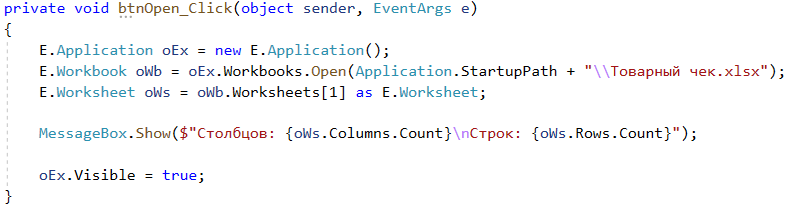 private void btnOpen_Click(object sender, EventArgs e)
{
E.Application oEx = new E.Application();
E.Workbook oWb = oEx.Workbooks.Open(Application.StartupPath + "\\Товарный чек.xlsx");
E.Worksheet oWs = oWb.Worksheets[1] as E.Worksheet;
MessageBox.Show($"Столбцов: {oWs.Columns.Count}\nСтрок: {oWs.Rows.Count}");
oEx.Visible = true;
}